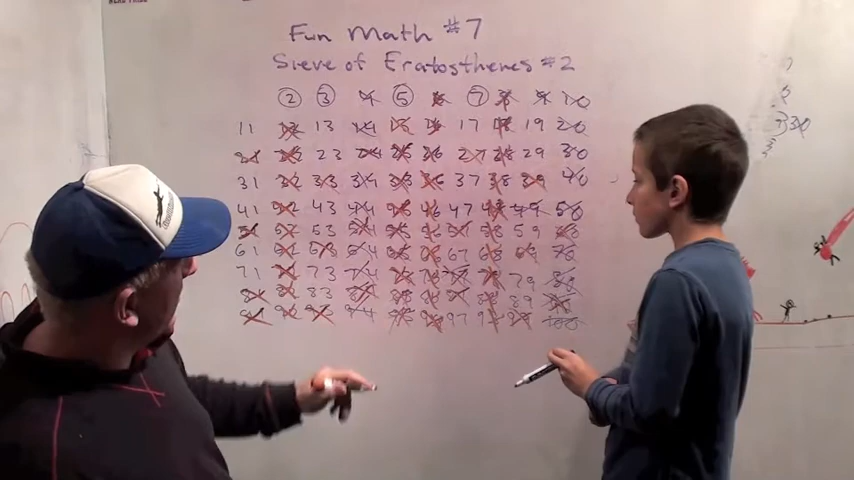 Fun Math #7
Sieve of Eratosthenes #2
2 3 4 5 6 7 8 9 10
11 12 13 14 15 16 17 18 19 20
21 22 23 24 25 26 27 28 29 30
31 32 33 34 35 36 37 38 39 40
41 42 43 44 45 46 47 48 49 50
51 52 53 54 55 56 57 58 59 60
61 62 63 64 65 66 67 68 69 70
71 72 73 74 75 76 77 78 79 80
81 82 83 84 85 86 87 88 89 90
91 92 93 94 95 96 97 98 99 100